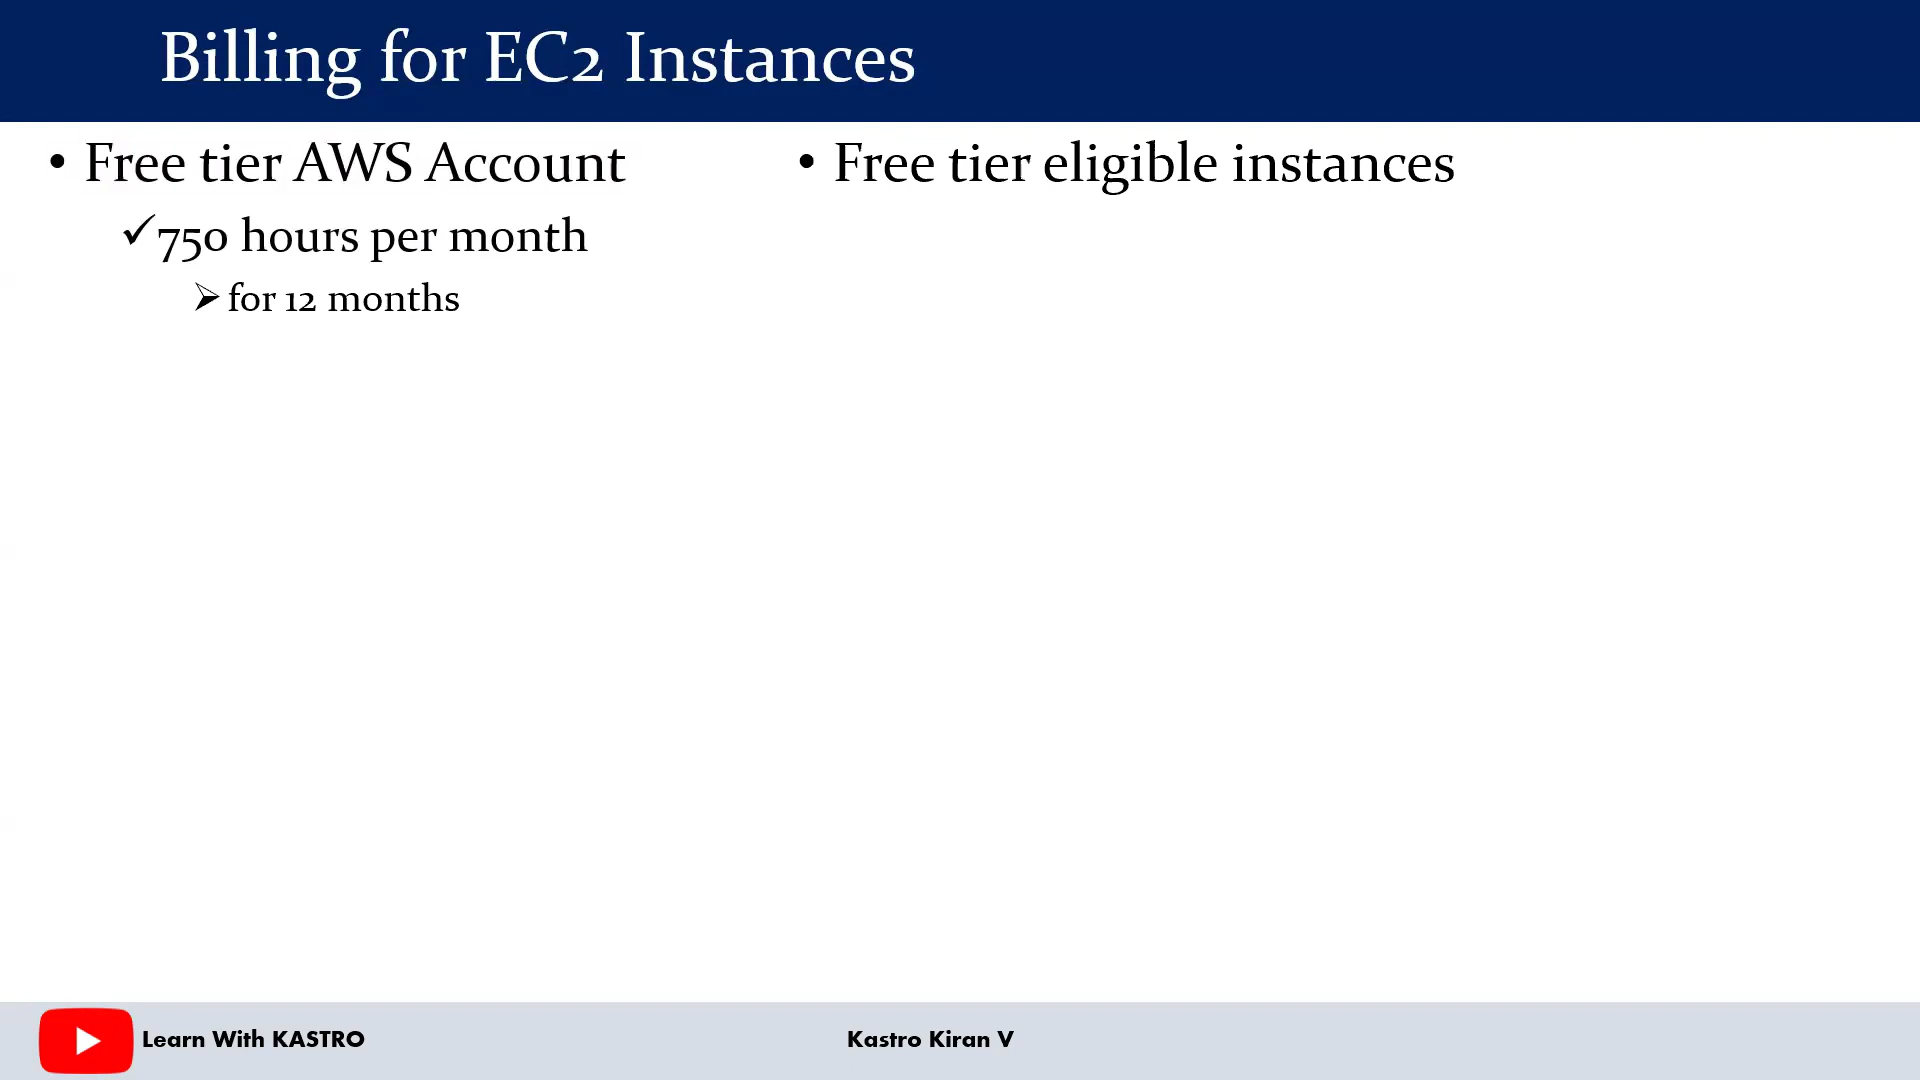 Billing for EC2 Instances
• Free tier AWS Account
✓750 hours per month
➢ for 12 months
• Free tier eligible instances
Learn With KASTRO
Kastro Kiran V